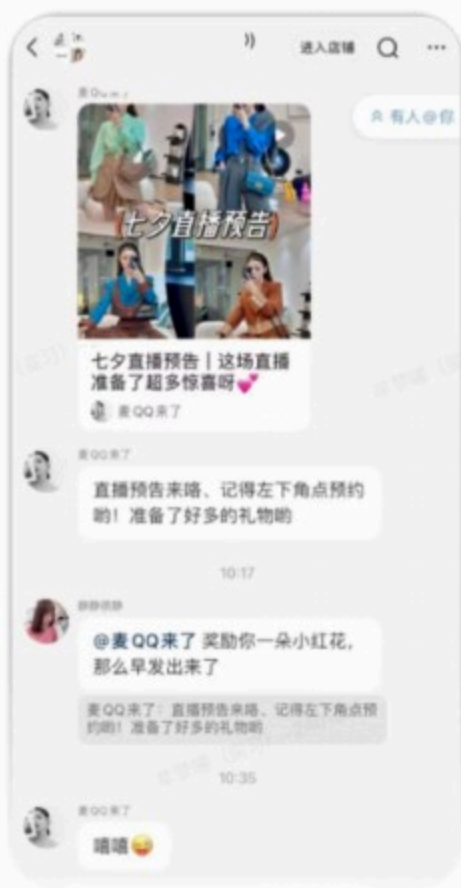 进入店铺
麦QQ来了
有人@你
七夕直播预告
七夕直播预告｜这场直播
准备了超多惊喜呀💕
麦QQ来了
麦QQ来了
直播预告来咯、记得左下角点预约
哟！准备了好多的礼物哟
10:17
@麦QQ来了 奖励你一朵小红花，
那么早发出来了
麦QQ来了：直播预告来咯、记得左下角点预
约哟！准备了好多的礼物哟
10:35
麦QQ来了
嘻嘻😜